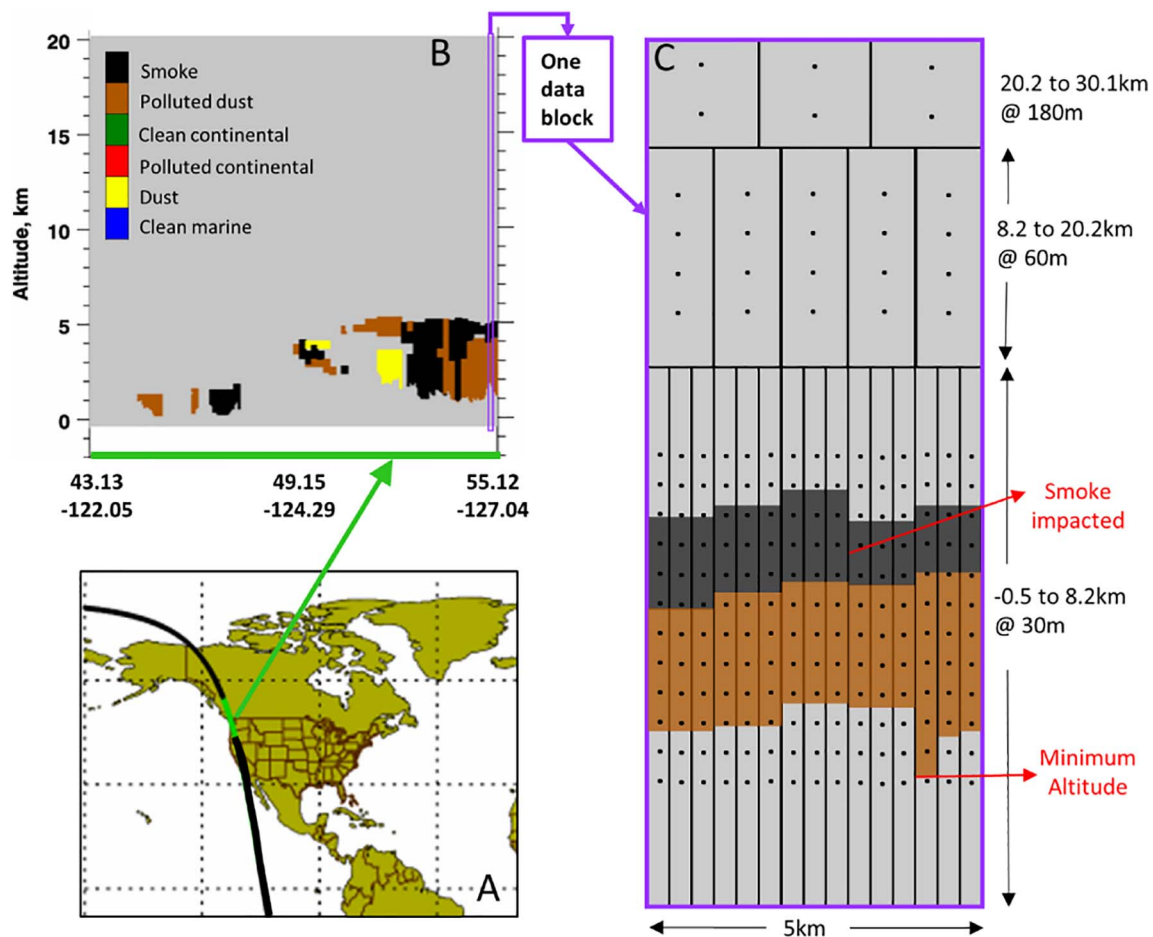 20
15
10
5
0
Altitude, km
B
Smoke
Polluted dust
Clean continental
Polluted continental
Dust
Clean marine
43.13
-122.05
49.15
-124.29
55.12
-127.04
One
data
block
A
C
20.2 to 30.1km
@ 180m
8.2 to 20.2km
@ 60m
Smoke
impacted
-0.5 to 8.2km
@ 30m
Minimum
Altitude
5km